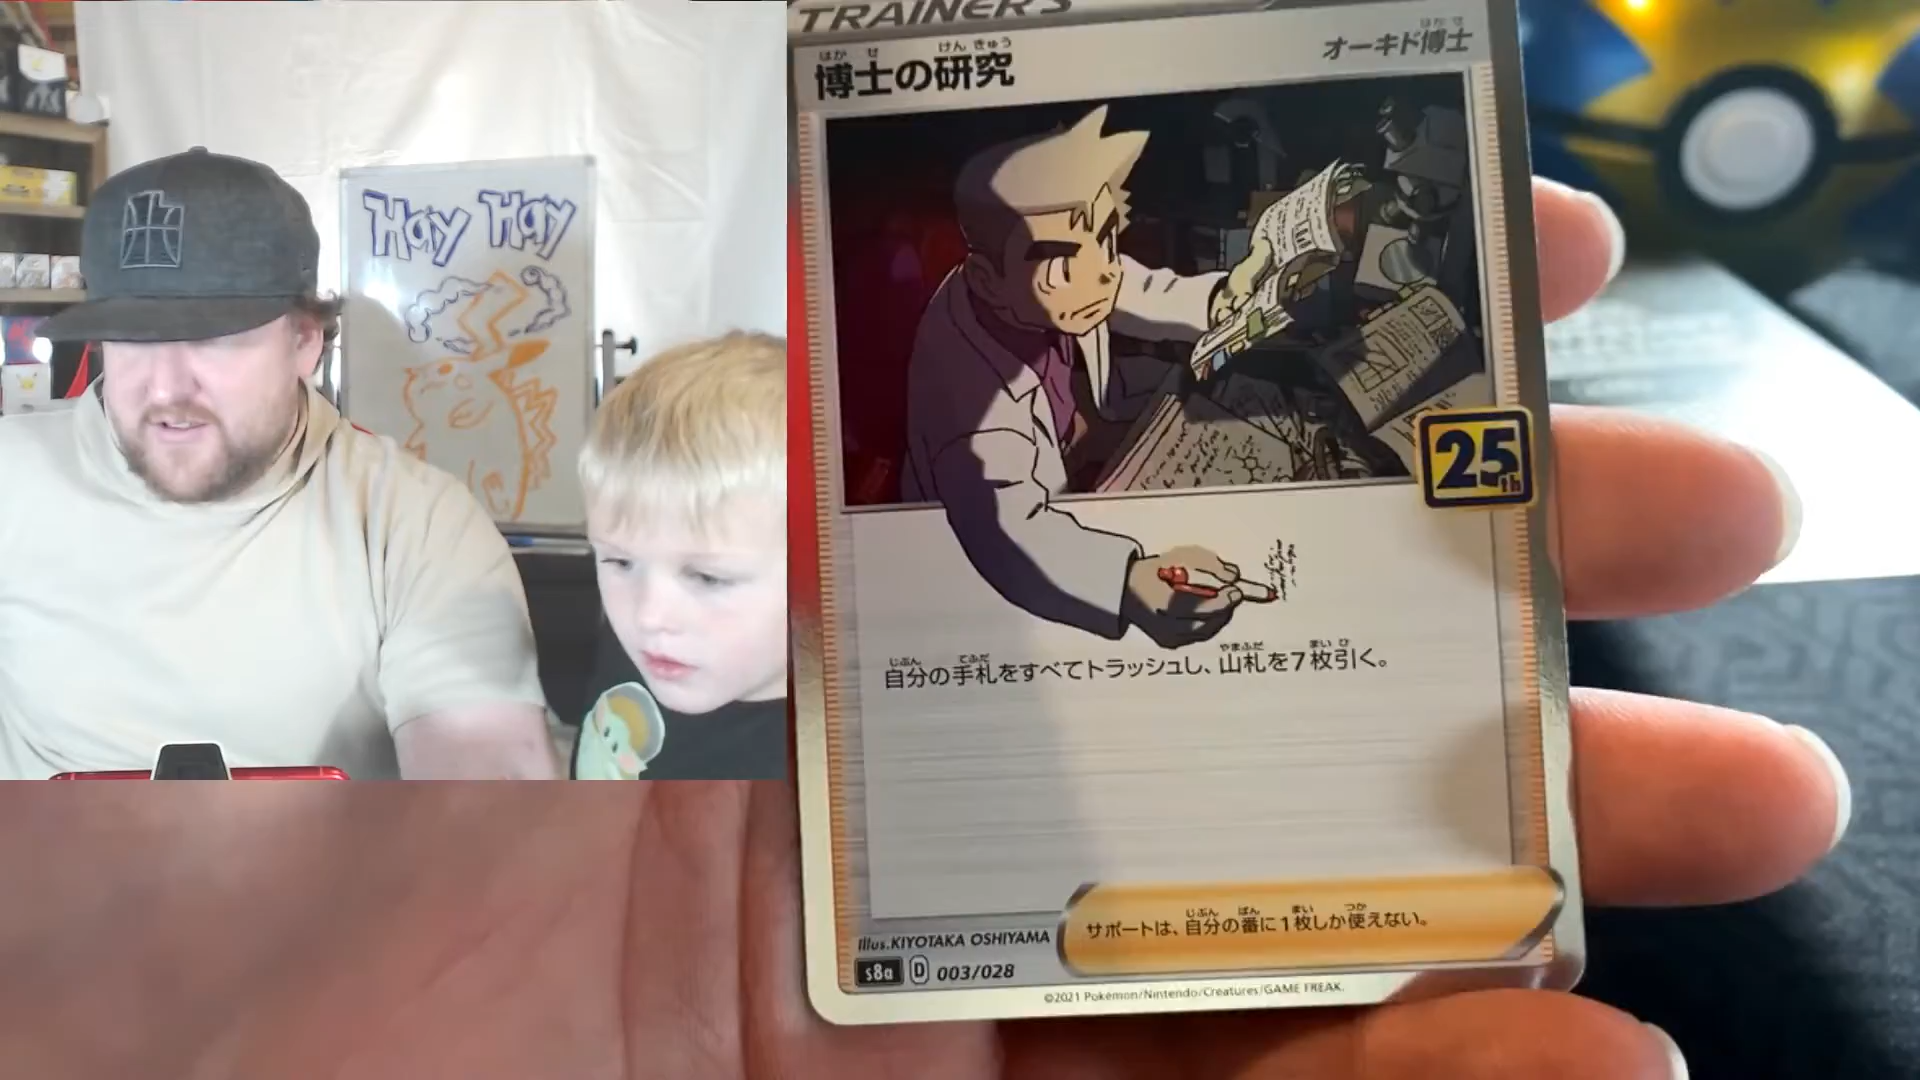 Hay Hay
TRAINERS
はかせ けんきゅう
博士の研究
はかせ
オーキド博士
25th
じぶん てふだ やまふだ まい ひ
自分の手札をすべてトラッシュし、山札を7枚引く。
じぶん ばん まい つか
サポートは、自分の番に1枚しか使えない。
Illus.KIYOTAKA OSHIYAMA
s8a D 003/028
©2021 Pokémon/Nintendo/Creatures/GAME FREAK.